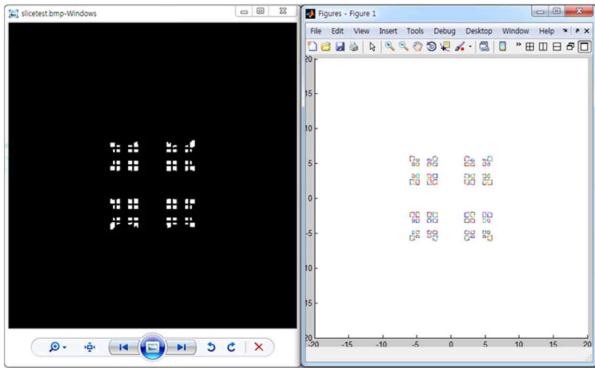 slicetest.bmp-Windows
Figures - Figure 1
File Edit View Insert Tools Debug Desktop Window Help
20
15
10
5
0
-5
10
15
20
-20 -15 -10 -5 0 5 10 15 20